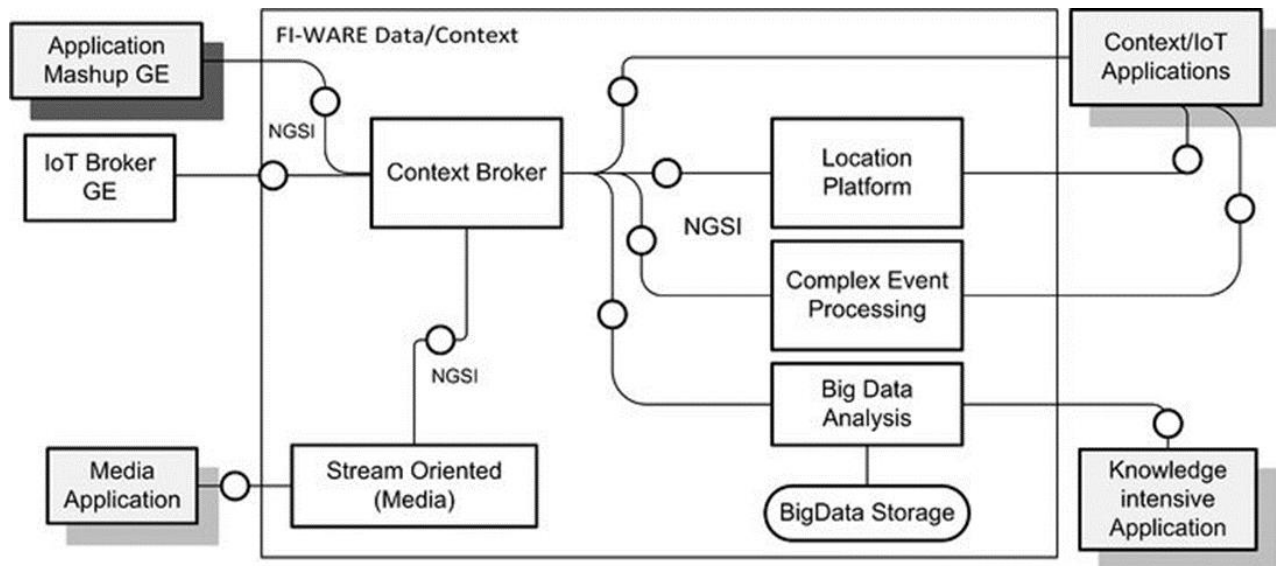 FI-WARE Data/Context
Application
Mashup GE
Context/IoT
Applications
NGSI
IoT Broker
GE
Context Broker
Location
Platform
NGSI
Complex Event
Processing
NGSI
Big Data
Analysis
Media
Application
Stream Oriented
(Media)
BigData Storage
Knowledge
intensive
Application